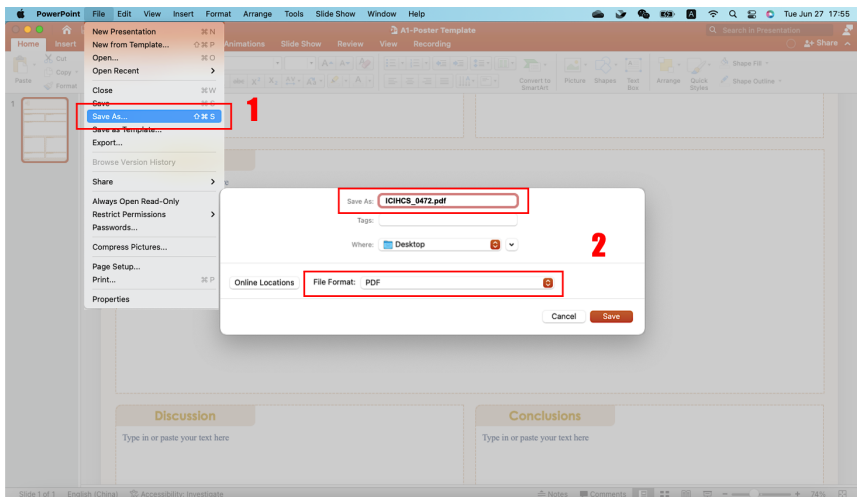 PowerPoint File Edit View Insert Format Arrange Tools Slide Show Window Help
Tue Jun 27 17:55
A1-Poster Template
Search in Presentation
Home Insert
Animations Slide Show Review View Recording
Share
New Presentation ⌘ N
New from Template... ⇧ ⌘ P
Open... ⌘ O
Open Recent
Close ⌘ W
Save ⌘ S
Save As... ⇧ ⌘ S
Save as Template...
Export...
Browse Version History
Share
Always Open Read-Only
Restrict Permissions
Passwords...
Compress Pictures...
Page Setup...
Print... ⌘ P
Properties
Paste
Cut
Copy
Format
Convert to SmartArt
Picture
Shapes
Text Box
Arrange
Quick Styles
Shape Fill
Shape Outline
1
1
Save As: ICIHCS_0472.pdf
Tags:
Where: Desktop
2
Online Locations
File Format: PDF
Cancel
Save
Discussion
Type in or paste your text here
Conclusions
Type in or paste your text here
Slide 1 of 1 English (China) Accessibility: Investigate
Notes Comments
74%